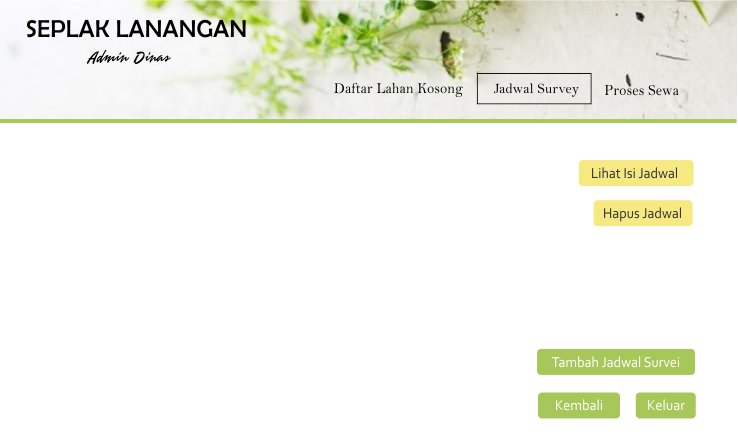 SEPLAK LANANGAN
Admin Dinas
Daftar Lahan Kosong
Jadwal Survey
Proses Sewa
Lihat Isi Jadwal
Hapus Jadwal
Tambah Jadwal Survei
Kembali
Keluar